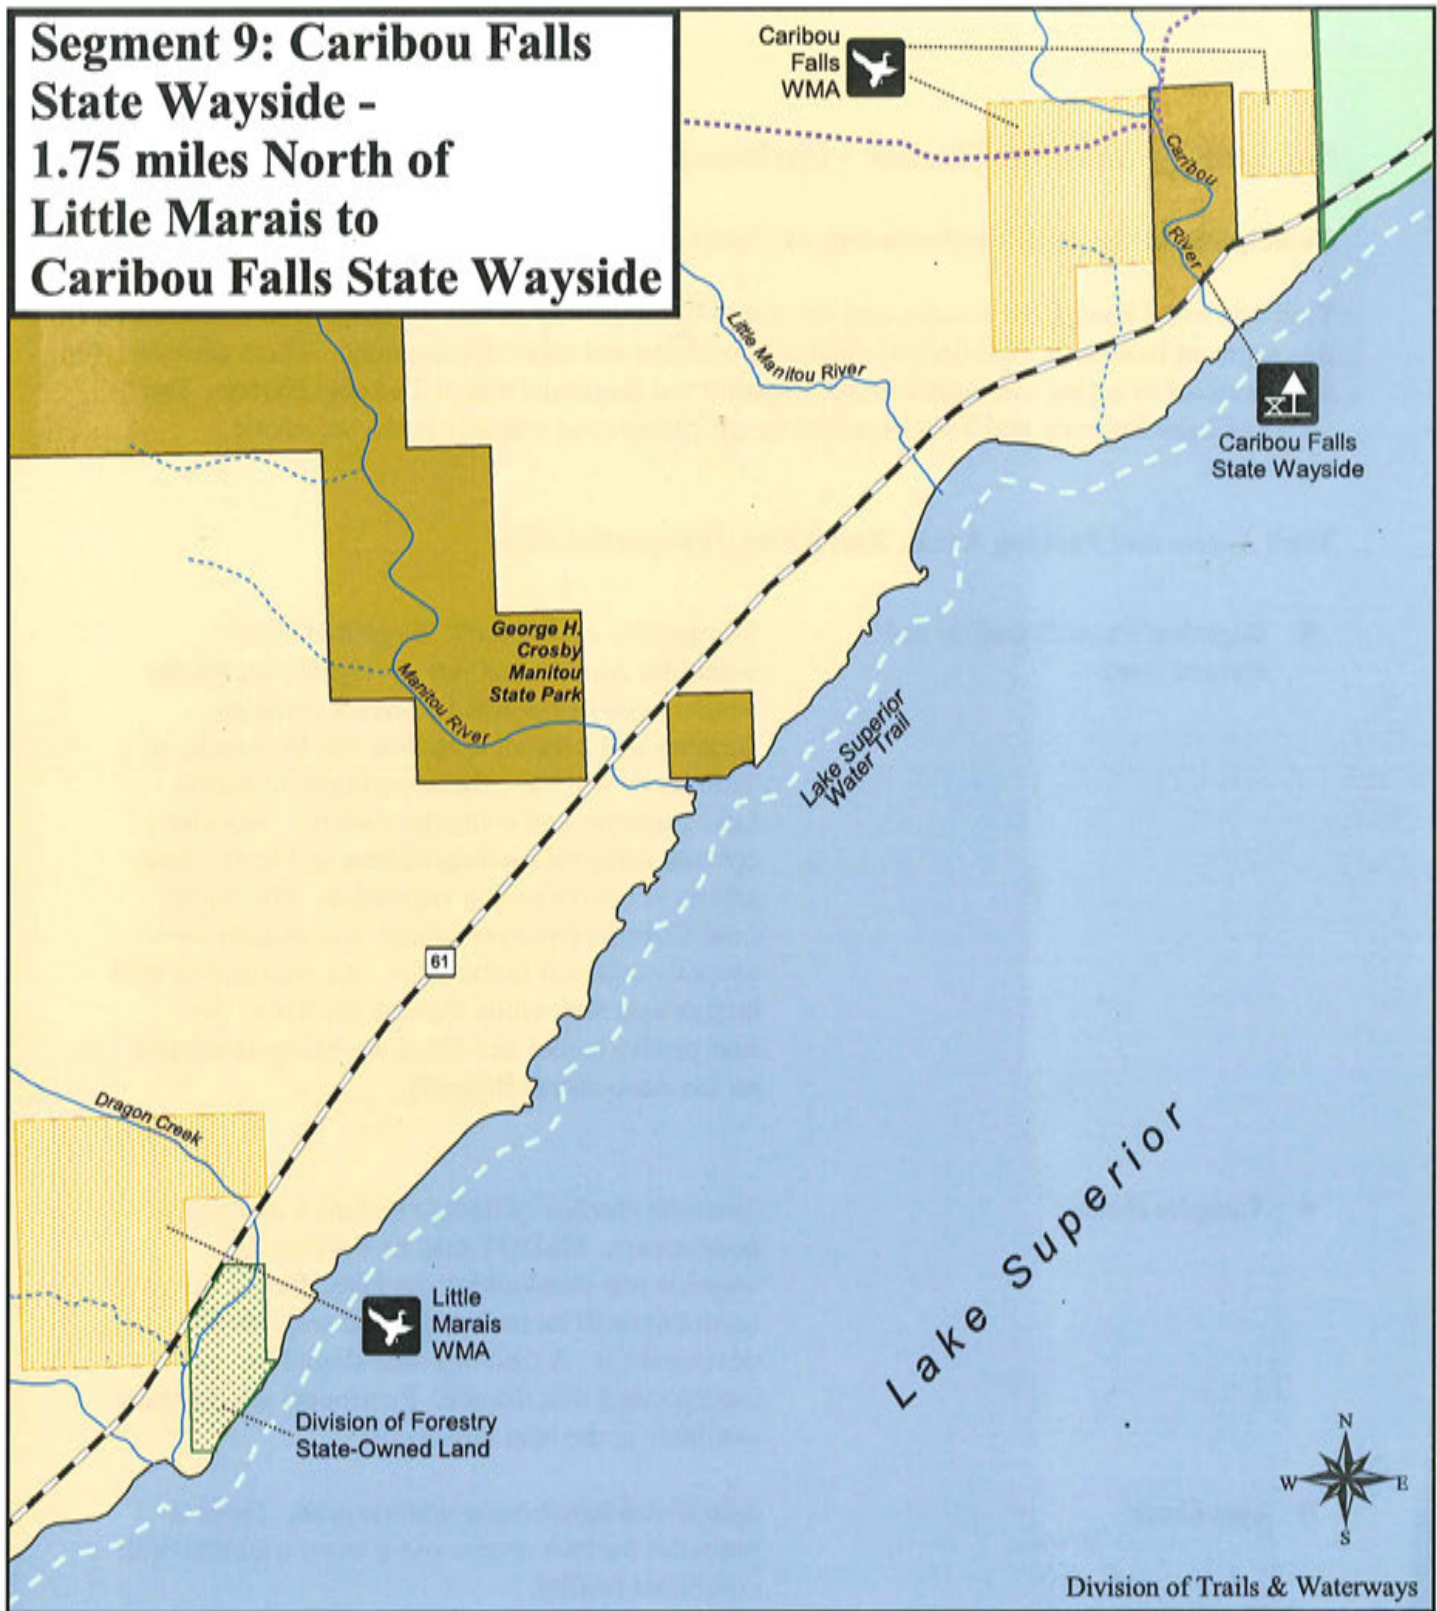 Segment 9: Caribou Falls
State Wayside -
1.75 miles North of
Little Marais to
Caribou Falls State Wayside
Caribou
Falls
WMA
Caribou
River
Little Manitou River
Caribou Falls
State Wayside
George H.
Crosby
Manitou
State Park
Manitou River
Lake Superior
Water Trail
61
Dragon Creek
Lake Superior
Little
Marais
WMA
Division of Forestry
State-Owned Land
N
W
E
S
Division of Trails & Waterways